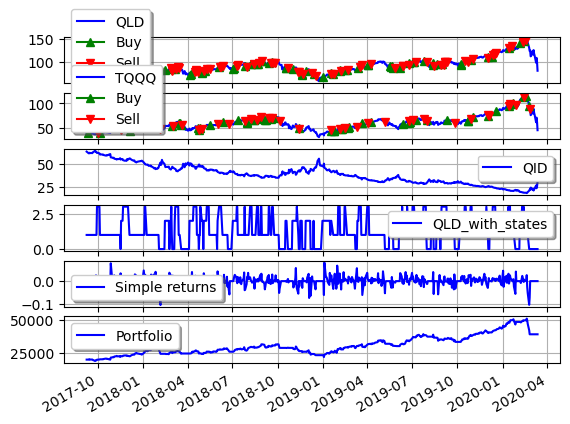 QLD
Buy
Sell
150
100
TQQQ
Buy
Sell
100
50
QID
50
25
QLD_with_states
2.5
0.0
Simple returns
0.0
−0.1
Portfolio
50000
25000
2017-10
2018-01
2018-04
2018-07
2018-10
2019-01
2019-04
2019-07
2019-10
2020-01
2020-04